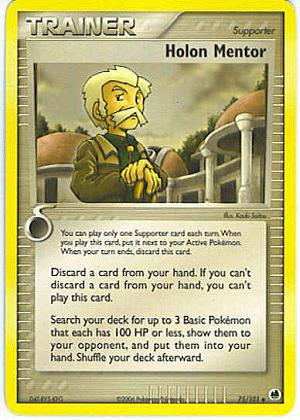 TRAINER
Supporter
Holon Mentor
Illus. Kouki Saitou
You can play only one Supporter card each turn. When
you play this card, put it next to your Active Pokémon.
When your turn ends, discard this card.
Discard a card from your hand. If you can't
discard a card from your hand, you can't
play this card.
Search your deck for up to 3 Basic Pokémon
that each has 100 HP or less, show them to
your opponent, and put them into your
hand. Shuffle your deck afterward.
©2006 Pokémon/Nintendo
75/101